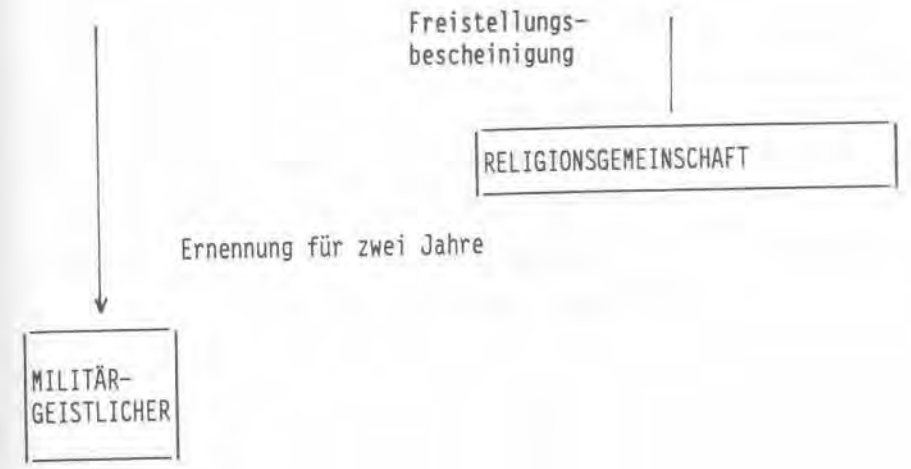 Freistellungs-
bescheinigung
RELIGIONSGEMEINSCHAFT
Ernennung für zwei Jahre
MILITÄR-
GEISTLICHER